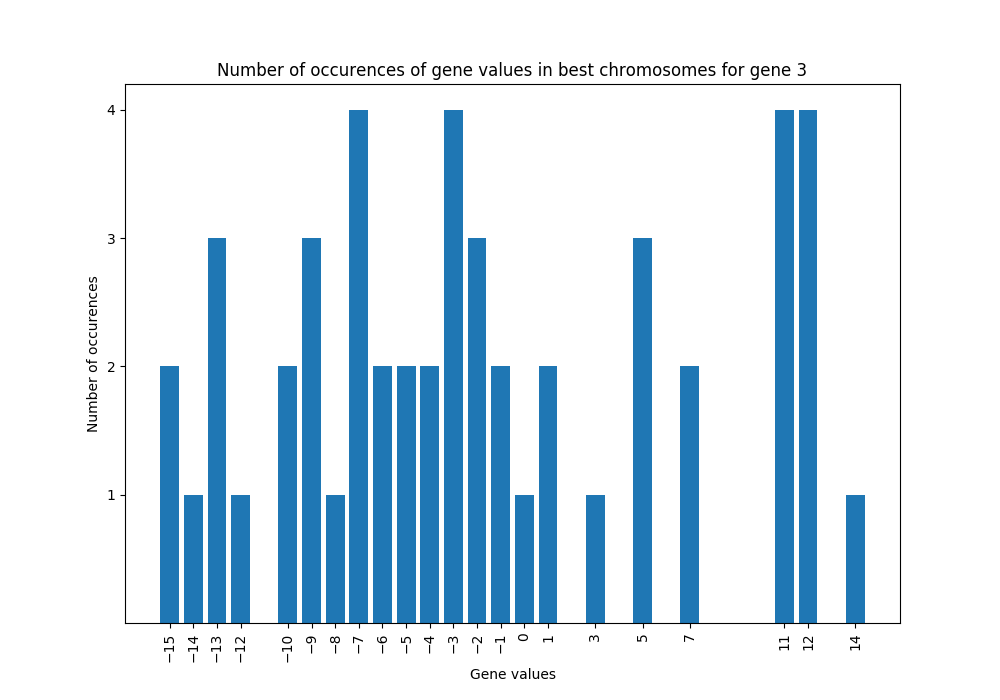 Number of occurences of gene values in best chromosomes for gene 3
4
3
2
1
Number of occurences
−15 −14 −13 −12 −10 −9 −8 −7 −6 −5 −4 −3 −2 −1 0 1 3 5 7 11 12 14
Gene values